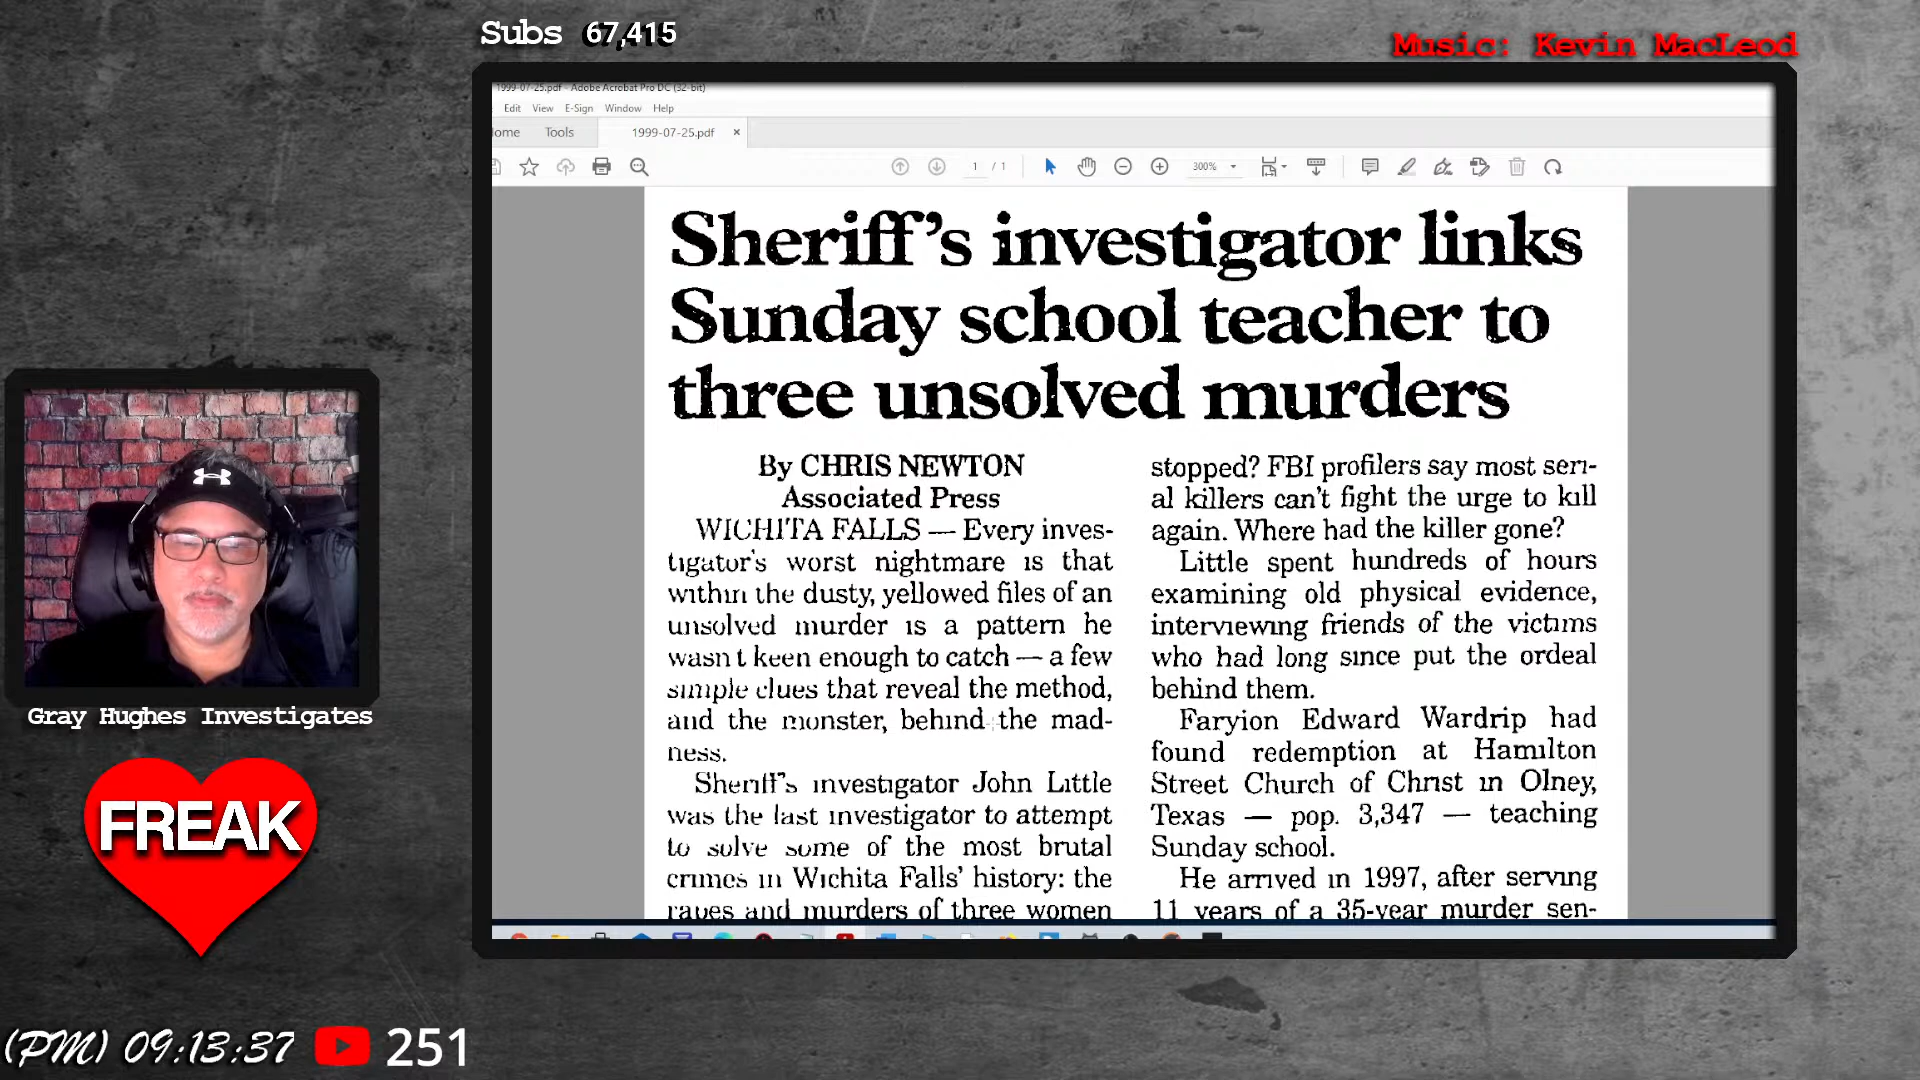 Subs 67,415
Music: Kevin MacLeod
1999-07-25.pdf - Adobe Acrobat Pro DC (32-bit)
Edit View E-Sign Window Help
ome Tools 1999-07-25.pdf ×
1 / 1 300%
Sheriff's investigator links
Sunday school teacher to
three unsolved murders
By CHRIS NEWTON
Associated Press
WICHITA FALLS — Every inves-
tigator's worst nightmare is that
within the dusty, yellowed files of an
unsolved murder is a pattern he
wasn't keen enough to catch — a few
simple clues that reveal the method,
and the monster, behind the mad-
ness.
Sheriff's investigator John Little
was the last investigator to attempt
to solve some of the most brutal
crimes in Wichita Falls' history: the
rapes and murders of three women
stopped? FBI profilers say most seri-
al killers can't fight the urge to kill
again. Where had the killer gone?
Little spent hundreds of hours
examining old physical evidence,
interviewing friends of the victims
who had long since put the ordeal
behind them.
Faryion Edward Wardrip had
found redemption at Hamilton
Street Church of Christ in Olney,
Texas — pop. 3,347 — teaching
Sunday school.
He arrived in 1997, after serving
11 years of a 35-year murder sen-
Gray Hughes Investigates
FREAK
(PM) 09:13:37 251